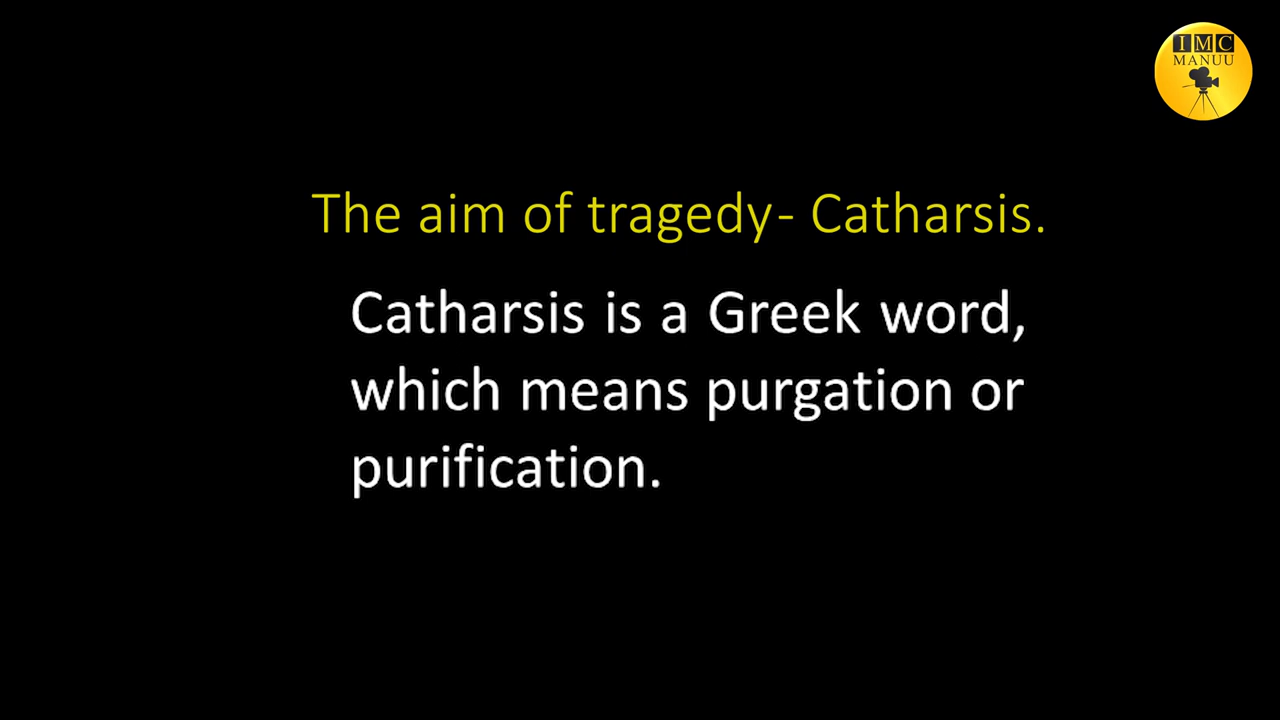 IMC
MANUU
The aim of tragedy- Catharsis.
Catharsis is a Greek word,
which means purgation or
purification.